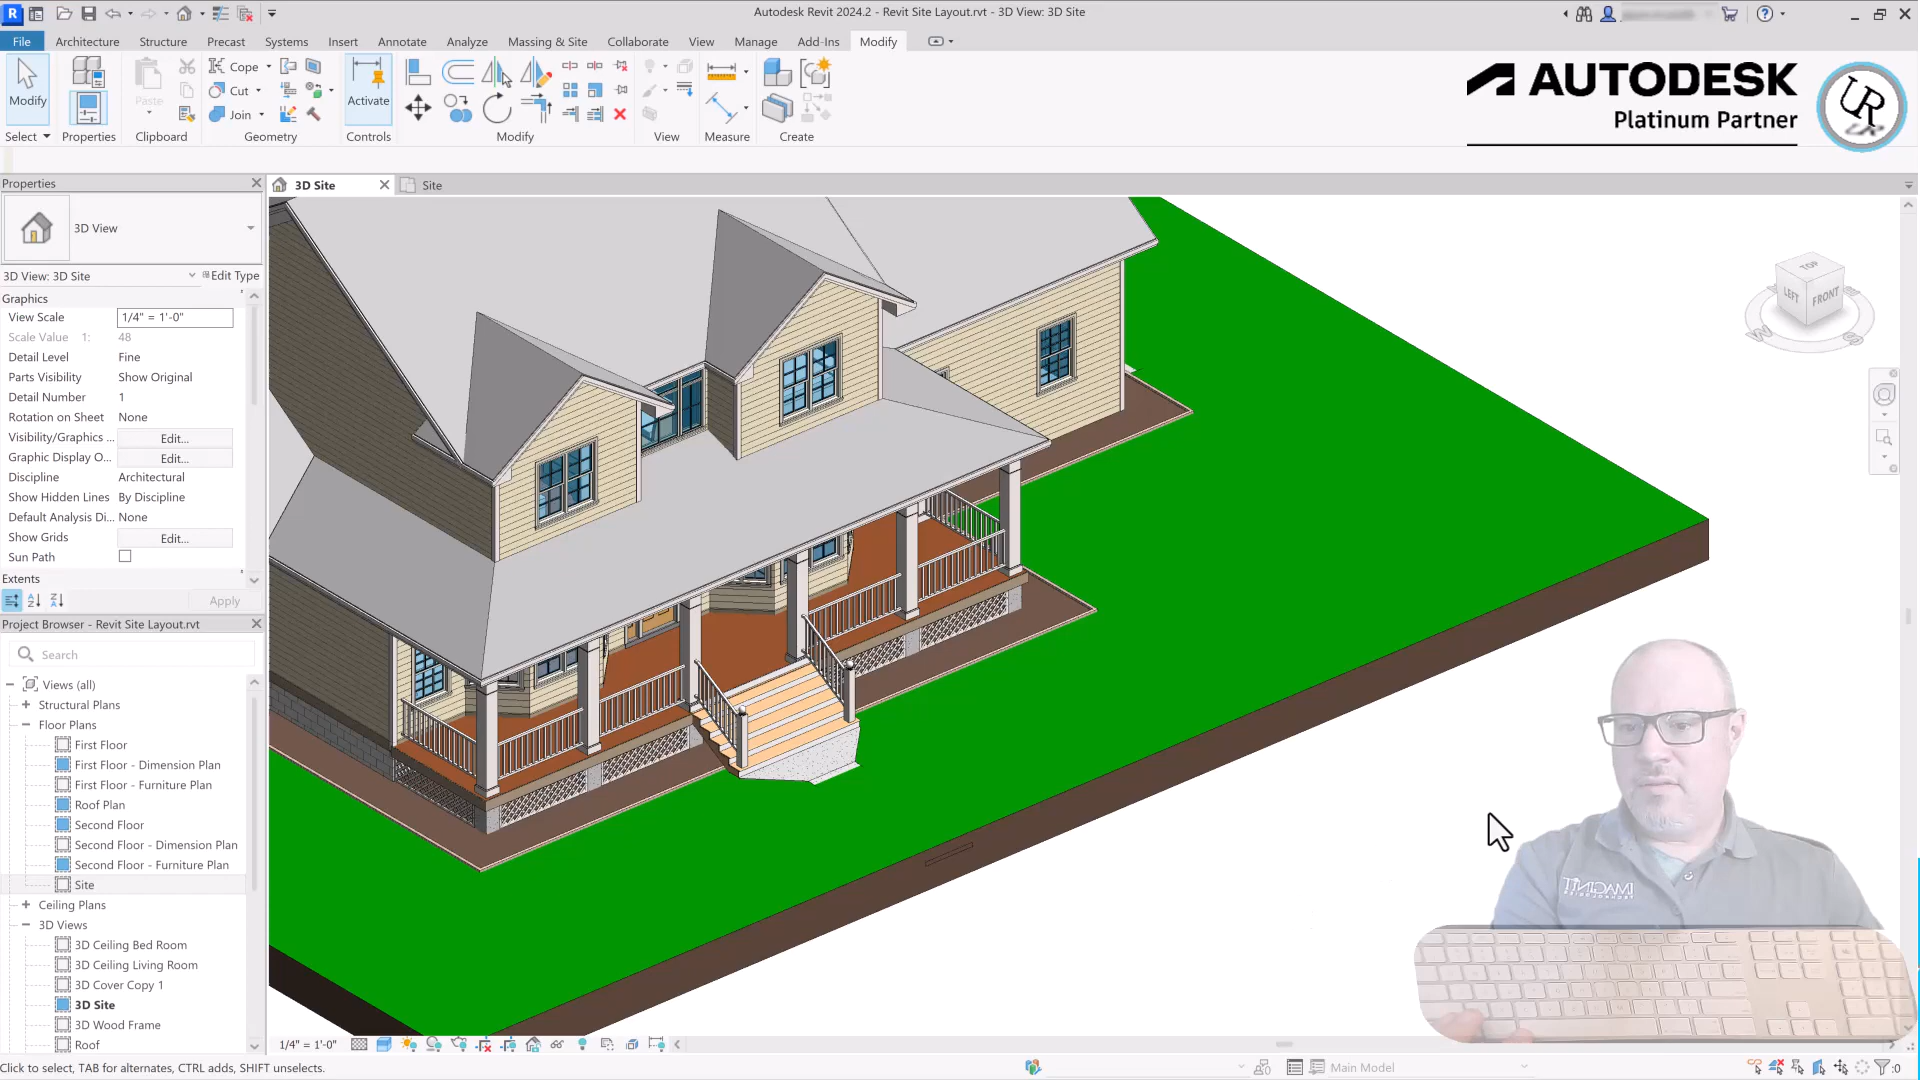 Autodesk Revit 2024.2 - Revit Site Layout.rvt - 3D View: 3D Site
File Architecture Structure Precast Systems Insert Annotate Analyze Massing & Site Collaborate View Manage Add-Ins Modify
Modify
Select
Properties
Paste
Clipboard
Cope
Cut
Join
Geometry
Activate
Controls
Modify
View
Measure
Create
AUTODESK
Platinum Partner
Properties
3D View
3D View: 3D Site Edit Type
Graphics
View Scale 1/4" = 1'-0"
Scale Value 1: 48
Detail Level Fine
Parts Visibility Show Original
Detail Number 1
Rotation on Sheet None
Visibility/Graphics ... Edit...
Graphic Display O... Edit...
Discipline Architectural
Show Hidden Lines By Discipline
Default Analysis Di... None
Show Grids Edit...
Sun Path
Extents
Apply
Project Browser - Revit Site Layout.rvt
Search
Views (all)
Structural Plans
Floor Plans
First Floor
First Floor - Dimension Plan
First Floor - Furniture Plan
Roof Plan
Second Floor
Second Floor - Dimension Plan
Second Floor - Furniture Plan
Site
Ceiling Plans
3D Views
3D Ceiling Bed Room
3D Ceiling Living Room
3D Cover Copy 1
3D Site
3D Wood Frame
Roof
3D Site
Site
TOP
LEFT
FRONT
W
S
1/4" = 1'-0"
Click to select, TAB for alternates, CTRL adds, SHIFT unselects.
Main Model
:0